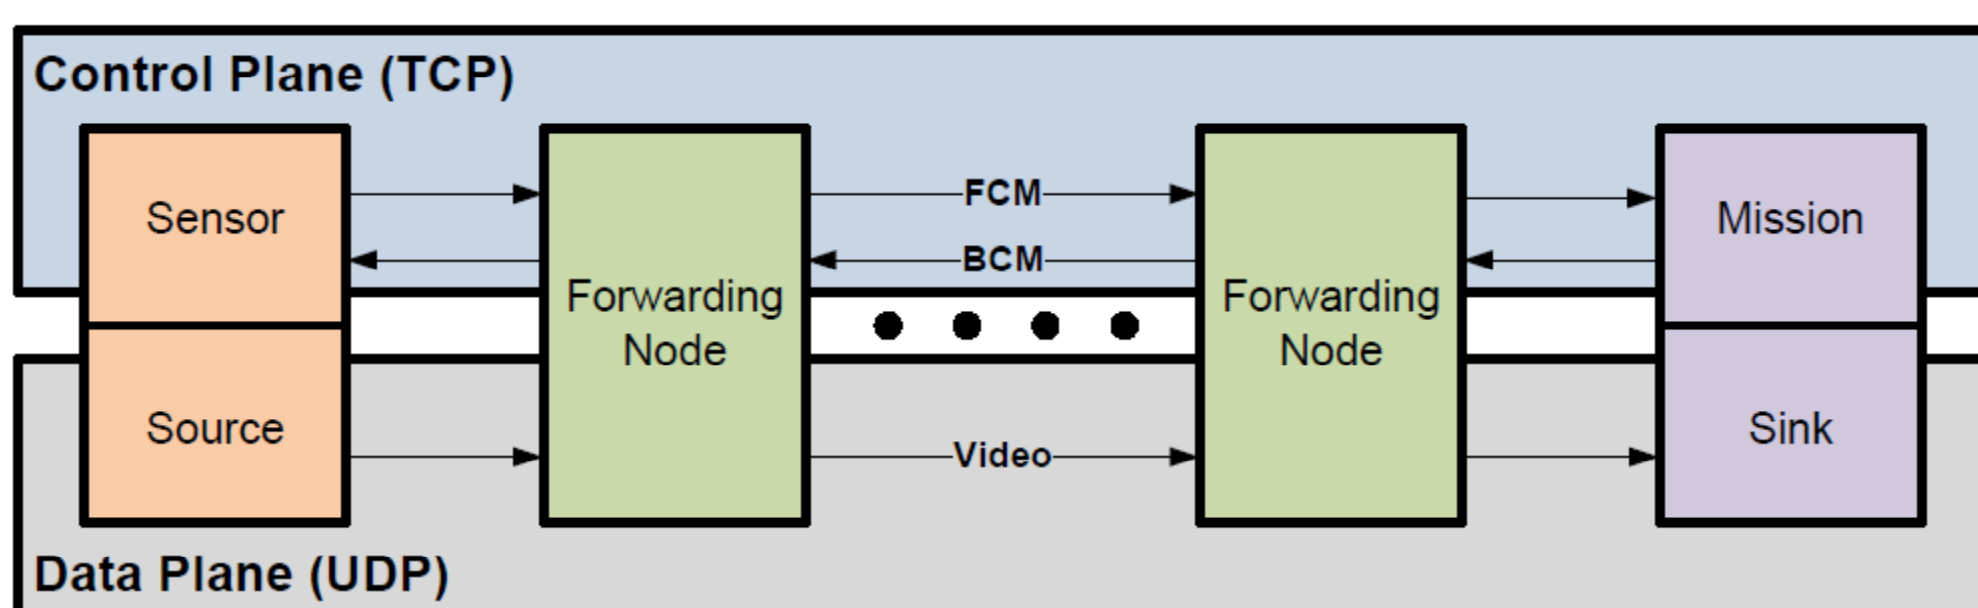 Control Plane (TCP)
Sensor
Source
Forwarding
Node
FCM
BCM
Video
Forwarding
Node
Mission
Sink
Data Plane (UDP)